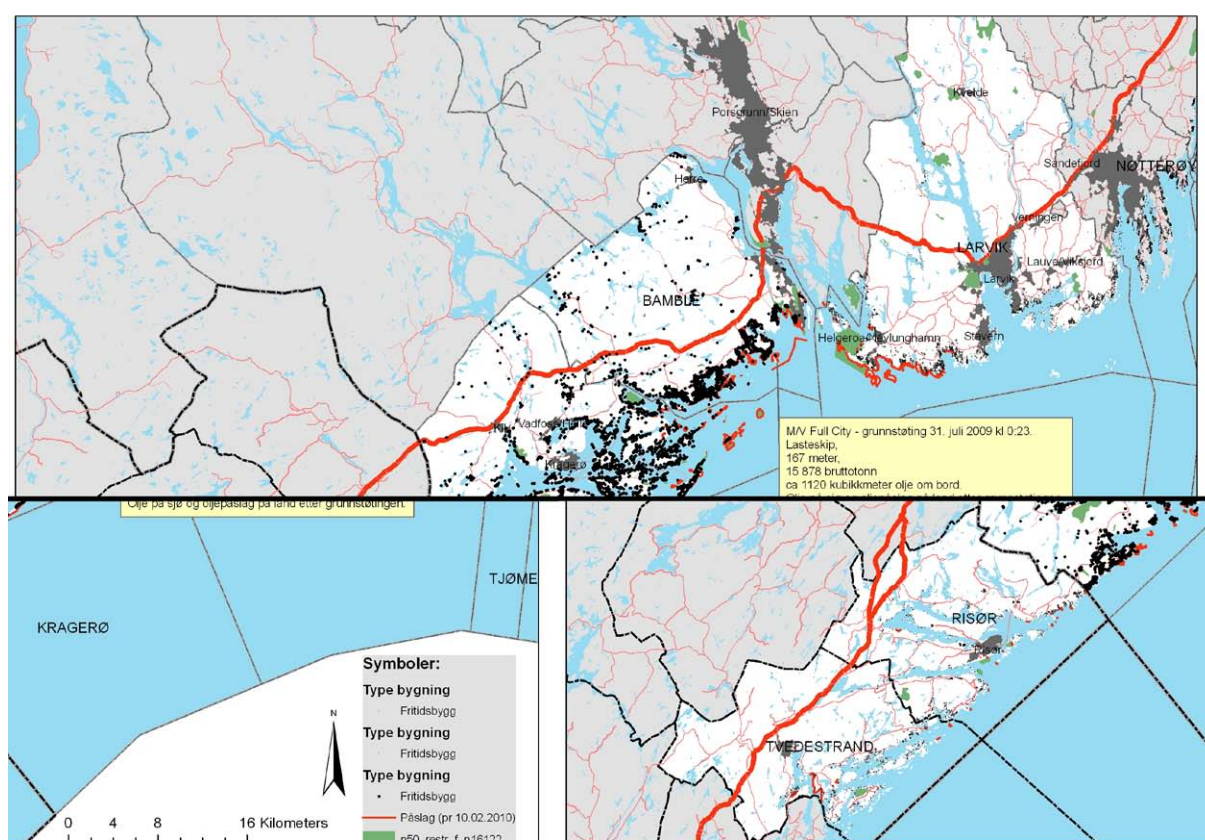 Porsgrunn/Skien
Kvelde
Herre
Sandefjord
NØTTERØY
Verningen
LARVIK
Larvik
BAMBLE
Helgeroa/Nevlunghamn
Stavern
Kragerø
M/V Full City - grunnstøting 31. juli 2009 kl 0:23.
Lasteskip,
167 meter,
15 878 bruttotonn
ca 1120 kubikkmeter olje om bord.
Olje på sjø og oljepåslag på land etter grunnstøtingen.
TJØME
KRAGERØ
RISØR
Risør
TVEDESTRAND
Symboler:
Type bygning
Fritidsbygg
Type bygning
Fritidsbygg
Type bygning
Fritidsbygg
Påslag (pr 10.02.2010)
N
0 4 8 16 Kilometers